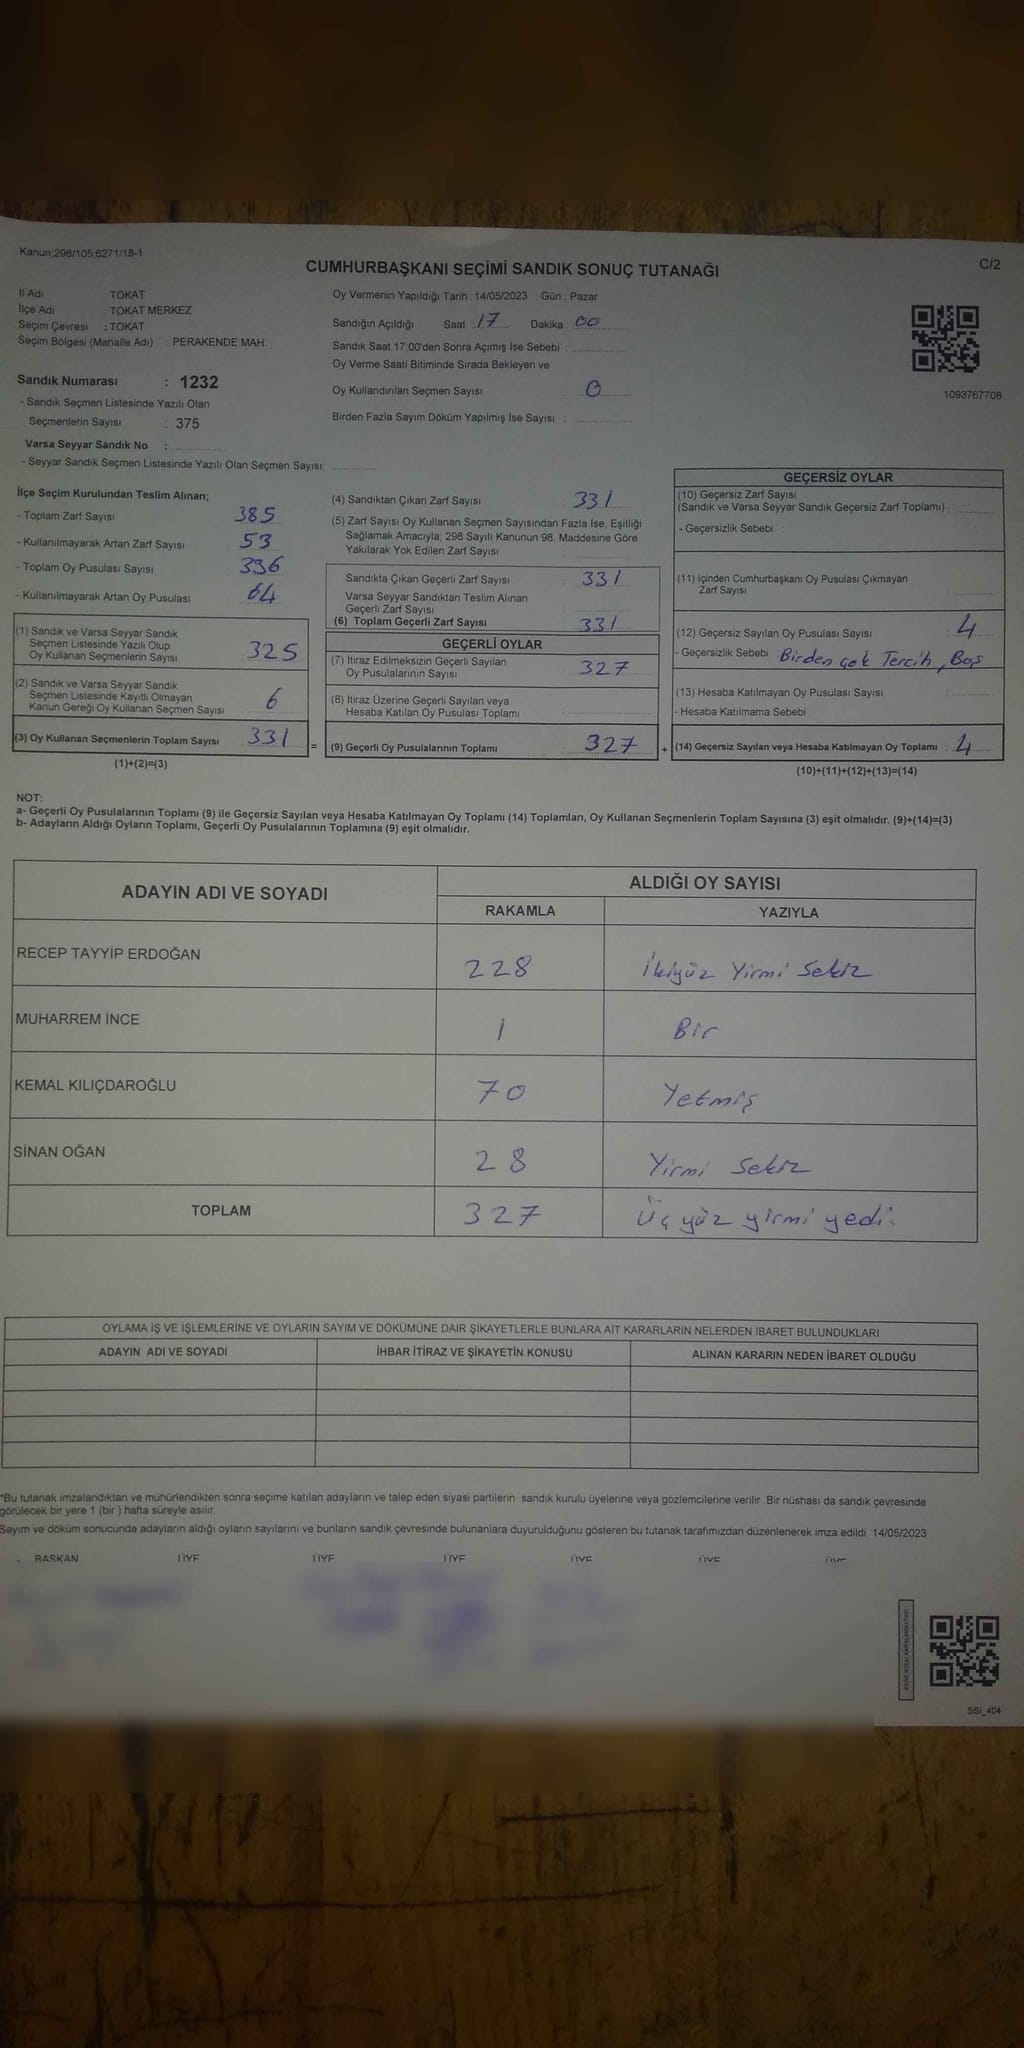 Kanun;298/105;6271/18-1
C/2
CUMHURBAŞKANI SEÇİMİ SANDIK SONUÇ TUTANAĞI
İl Adı : TOKAT
İlçe Adı : TOKAT MERKEZ
Seçim Çevresi : TOKAT
Seçim Bölgesi (Mahalle Adı) : PERAKENDE MAH.
Sandık Numarası : 1232
- Sandık Seçmen Listesinde Yazılı Olan
Seçmenlerin Sayısı : 375
Varsa Seyyar Sandık No :
- Seyyar Sandık Seçmen Listesinde Yazılı Olan Seçmen Sayısı:
Oy Vermenin Yapıldığı Tarih : 14/05/2023 Gün : Pazar
Sandığın Açıldığı Saat : 17 Dakika : 00
Sandık Saat 17:00'den Sonra Açımış İse Sebebi :
Oy Verme Saati Bitiminde Sırada Bekleyen ve
Oy Kullandırılan Seçmen Sayısı : 0
Birden Fazla Sayım Döküm Yapılmış İse Sayısı :
1093767708
İlçe Seçim Kurulundan Teslim Alınan;
- Toplam Zarf Sayısı 385
- Kullanılmayarak Artan Zarf Sayısı 53
- Toplam Oy Pusulası Sayısı 396
- Kullanılmayarak Artan Oy Pusulası 64
(1) Sandık ve Varsa Seyyar Sandık
Seçmen Listesinde Yazılı Olup
Oy Kullanan Seçmenlerin Sayısı 325
(2) Sandık ve Varsa Seyyar Sandık
Seçmen Listesinde Kayıtlı Olmayan
Kanun Gereği Oy Kullanan Seçmen Sayısı 6
(3) Oy Kullanan Seçmenlerin Toplam Sayısı 331 =
(1)+(2)=(3)
(4) Sandıktan Çıkan Zarf Sayısı 331
(5) Zarf Sayısı Oy Kullanan Seçmen Sayısından Fazla İse, Eşitliği
Sağlamak Amacıyla; 298 Sayılı Kanunun 98. Maddesine Göre
Yakılarak Yok Edilen Zarf Sayısı
Sandıkta Çıkan Geçerli Zarf Sayısı 331
Varsa Seyyar Sandıktan Teslim Alınan
Geçerli Zarf Sayısı
(6) Toplam Geçerli Zarf Sayısı 331
GEÇERLİ OYLAR
(7) İtiraz Edilmeksizin Geçerli Sayılan
Oy Pusulalarının Sayısı 327
(8) İtiraz Üzerine Geçerli Sayılan veya
Hesaba Katılan Oy Pusulası Toplamı
(9) Geçerli Oy Pusulalarının Toplamı 327 +
GEÇERSİZ OYLAR
(10) Geçersiz Zarf Sayısı
(Sandık ve Varsa Seyyar Sandık Geçersiz Zarf Toplamı) :
- Geçersizlik Sebebi :
(11) İçinden Cumhurbaşkanı Oy Pusulası Çıkmayan
Zarf Sayısı
(12) Geçersiz Sayılan Oy Pusulası Sayısı : 4
- Geçersizlik Sebebi Birden çok Tercih, Boş
(13) Hesaba Katılmayan Oy Pusulası Sayısı :
- Hesaba Katılmama Sebebi :
(14) Geçersiz Sayılan veya Hesaba Katılmayan Oy Toplamı : 4
(10)+(11)+(12)+(13)=(14)
NOT:
a- Geçerli Oy Pusulalarının Toplamı (9) ile Geçersiz Sayılan veya Hesaba Katılmayan Oy Toplamı (14) Toplamları, Oy Kullanan Seçmenlerin Toplam Sayısına (3) eşit olmalıdır. (9)+(14)=(3)
b- Adayların Aldığı Oyların Toplamı, Geçerli Oy Pusulalarının Toplamına (9) eşit olmalıdır.
ADAYIN ADI VE SOYADI ALDIĞI OY SAYISI
RAKAMLA YAZIYLA
RECEP TAYYİP ERDOĞAN 228 İkiyüz Yirmi Sekiz
MUHARREM İNCE 1 Bir
KEMAL KILIÇDAROĞLU 70 Yetmiş
SİNAN OĞAN 28 Yirmi Sekiz
TOPLAM 327 Üçyüz yirmi yedi.
OYLAMA İŞ VE İŞLEMLERİNE VE OYLARIN SAYIM VE DÖKÜMÜNE DAİR ŞİKAYETLERLE BUNLARA AİT KARARLARIN NELERDEN İBARET BULUNDUKLARI
ADAYIN ADI VE SOYADI İHBAR İTİRAZ VE ŞİKAYETİN KONUSU ALINAN KARARIN NEDEN İBARET OLDUĞU
*Bu tutanak imzalandıktan ve mühürlendikten sonra seçime katılan adayların ve talep eden siyasi partilerin sandık kurulu üyelerine veya gözlemcilerine verilir. Bir nüshası da sandık çevresinde
görülecek bir yere 1 (bir) hafta süreyle asılır.
Sayım ve döküm sonucunda adayların aldığı oyların sayılarını ve bunların sandık çevresinde bulunanlara duyurulduğunu gösteren bu tutanak tarafımızdan düzenlenerek imza edildi. 14/05/2023
BAŞKAN ÜYE ÜYE ÜYE ÜYE ÜYE ÜYE
SSİ_404